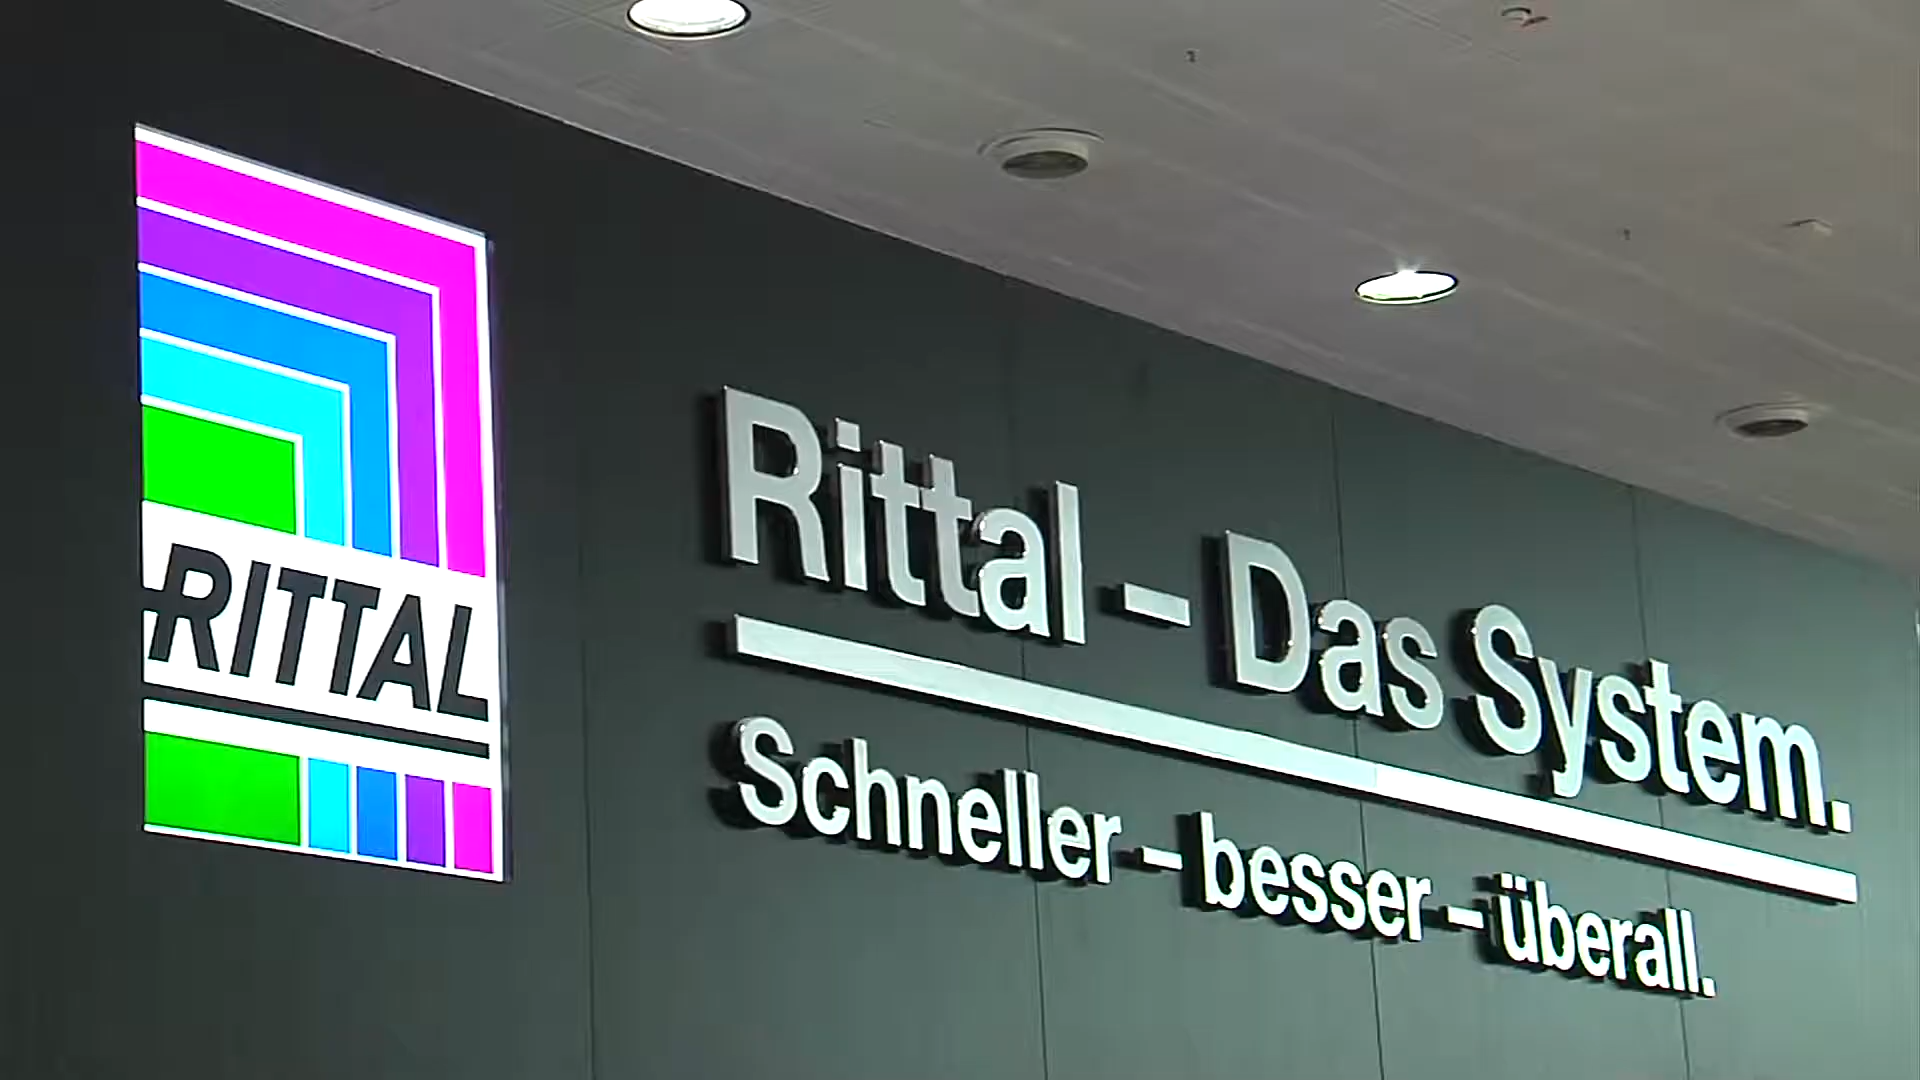 RITTAL
Rittal – Das System.
Schneller – besser – überall.